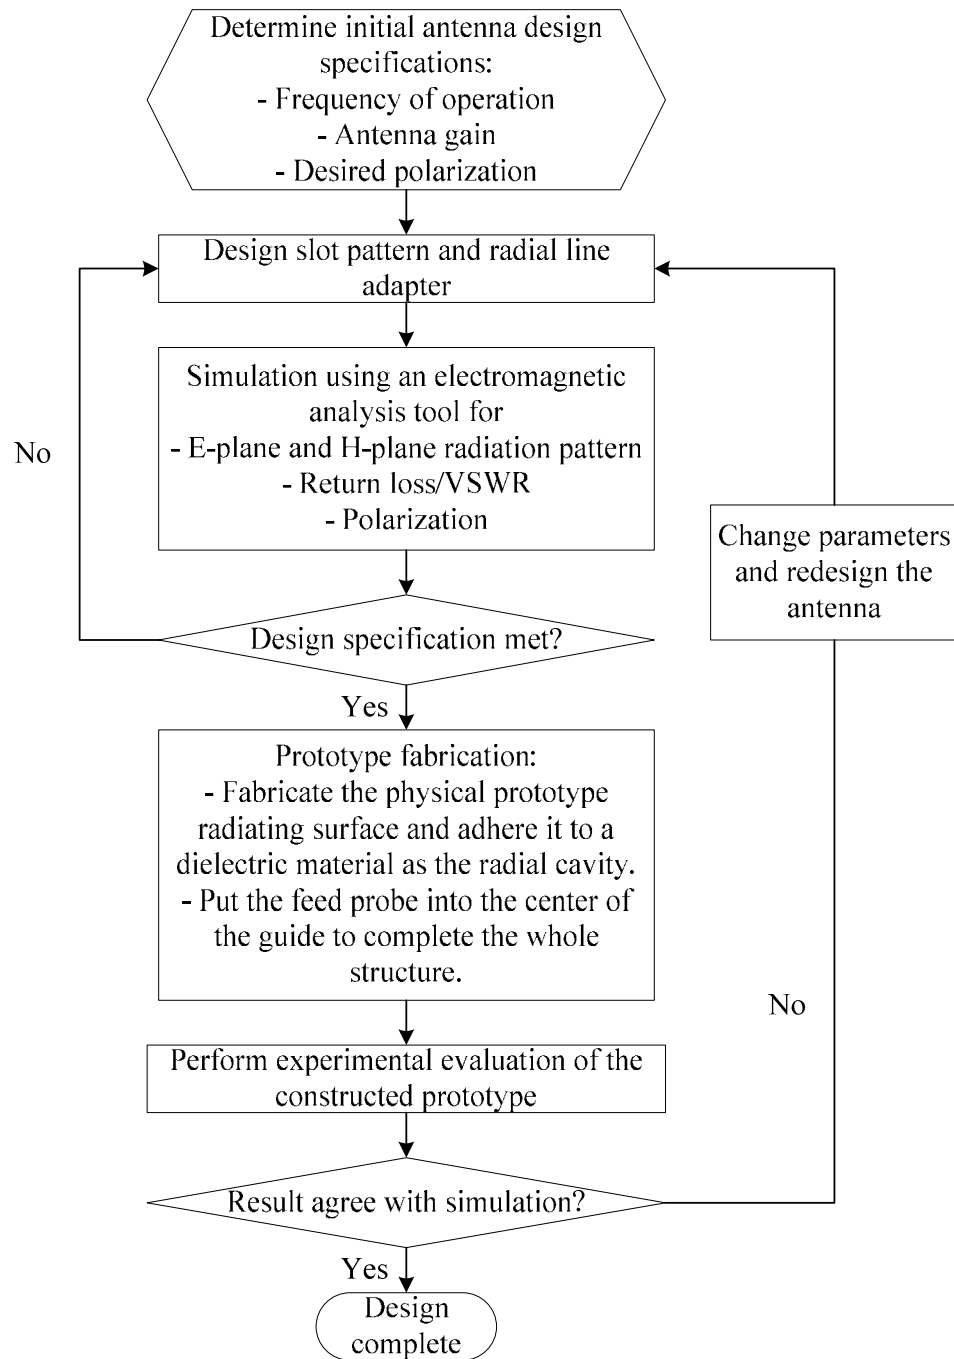 Determine initial antenna design
specifications:
- Frequency of operation
- Antenna gain
- Desired polarization
Design slot pattern and radial line
adapter
Simulation using an electromagnetic
analysis tool for
- E-plane and H-plane radiation pattern
- Return loss/VSWR
- Polarization
No
Change parameters
and redesign the
antenna
Design specification met?
Yes
Prototype fabrication:
- Fabricate the physical prototype
radiating surface and adhere it to a
dielectric material as the radial cavity.
- Put the feed probe into the center of
the guide to complete the whole
structure.
No
Perform experimental evaluation of the
constructed prototype
Result agree with simulation?
Yes
Design
complete